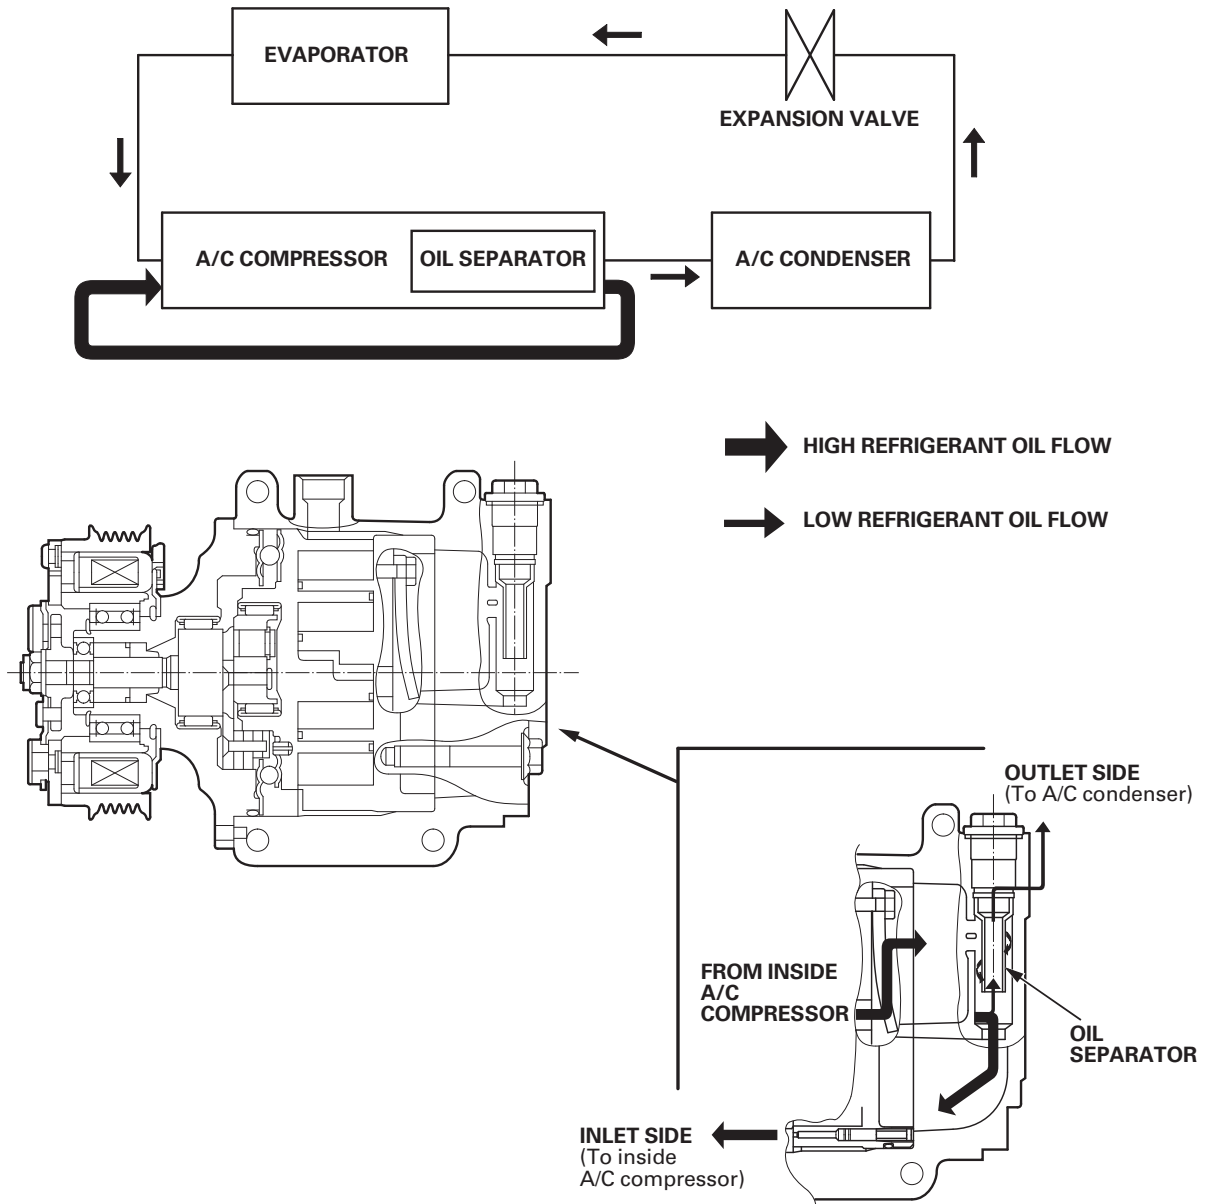 EVAPORATOR
EXPANSION VALVE
A/C COMPRESSOR
OIL SEPARATOR
A/C CONDENSER
HIGH REFRIGERANT OIL FLOW
LOW REFRIGERANT OIL FLOW
OUTLET SIDE
(To A/C condenser)
FROM INSIDE
A/C
COMPRESSOR
OIL
SEPARATOR
INLET SIDE
(To inside
A/C compressor)